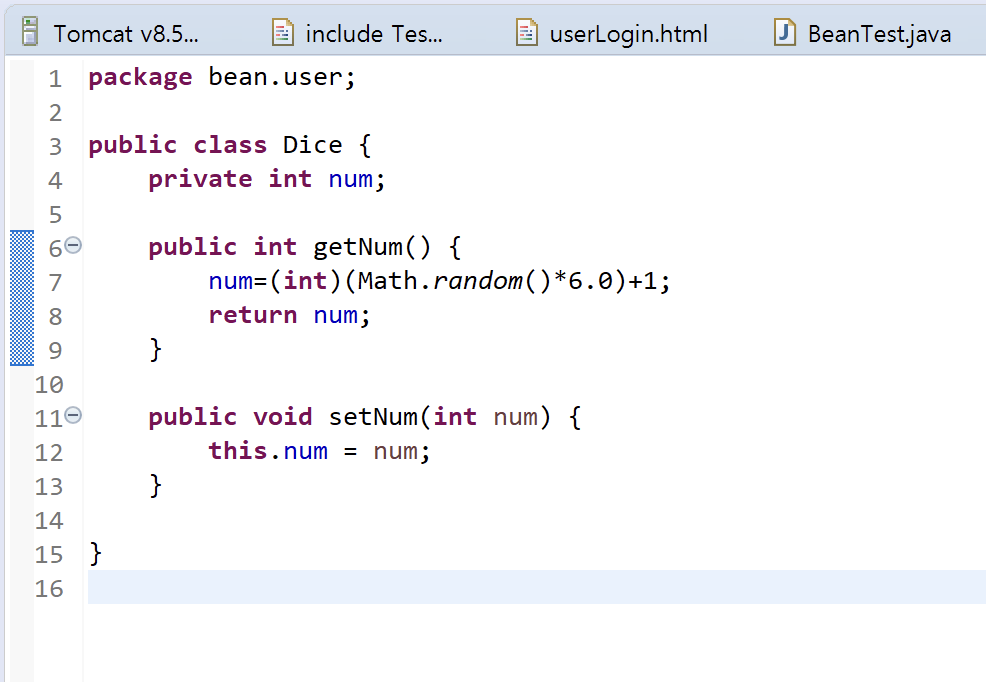 Tomcat v8.5... include Tes... userLogin.html BeanTest.java
1 package bean.user;
2
3 public class Dice {
4     private int num;
5
6     public int getNum() {
7         num=(int)(Math.random()*6.0)+1;
8         return num;
9     }
10
11     public void setNum(int num) {
12         this.num = num;
13     }
14
15 }
16